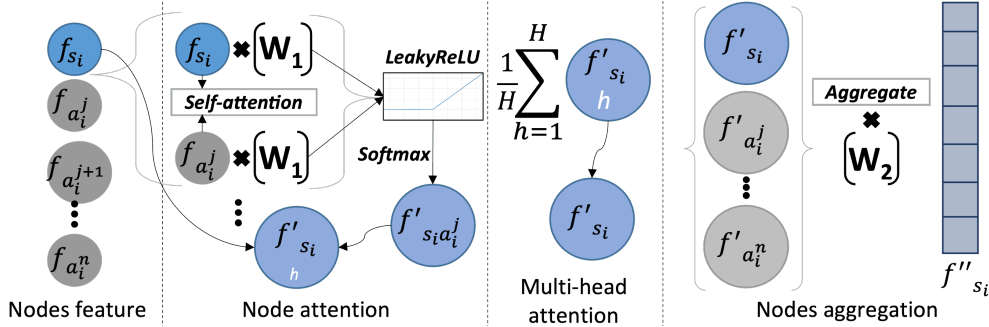 f_{s_i}
f_{a_i^j}
f_{a_i^{j+1}}
⋮
f_{a_i^n}
Nodes feature
f_{s_i} ✖ (W_1)
Self-attention
f_{a_i^j} ✖ (W_1)
⋮
LeakyReLU
Softmax
f'_{s_i a_i^j}
f'_{s_i}
h
Node attention
\frac{1}{H} \sum_{h=1}^{H}
f'_{s_i}
h
f'_{s_i}
Multi-head
attention
f'_{s_i}
f'_{a_i^j}
⋮
f'_{a_i^n}
Aggregate
✖
(W_2)
f''_{s_i}
Nodes aggregation